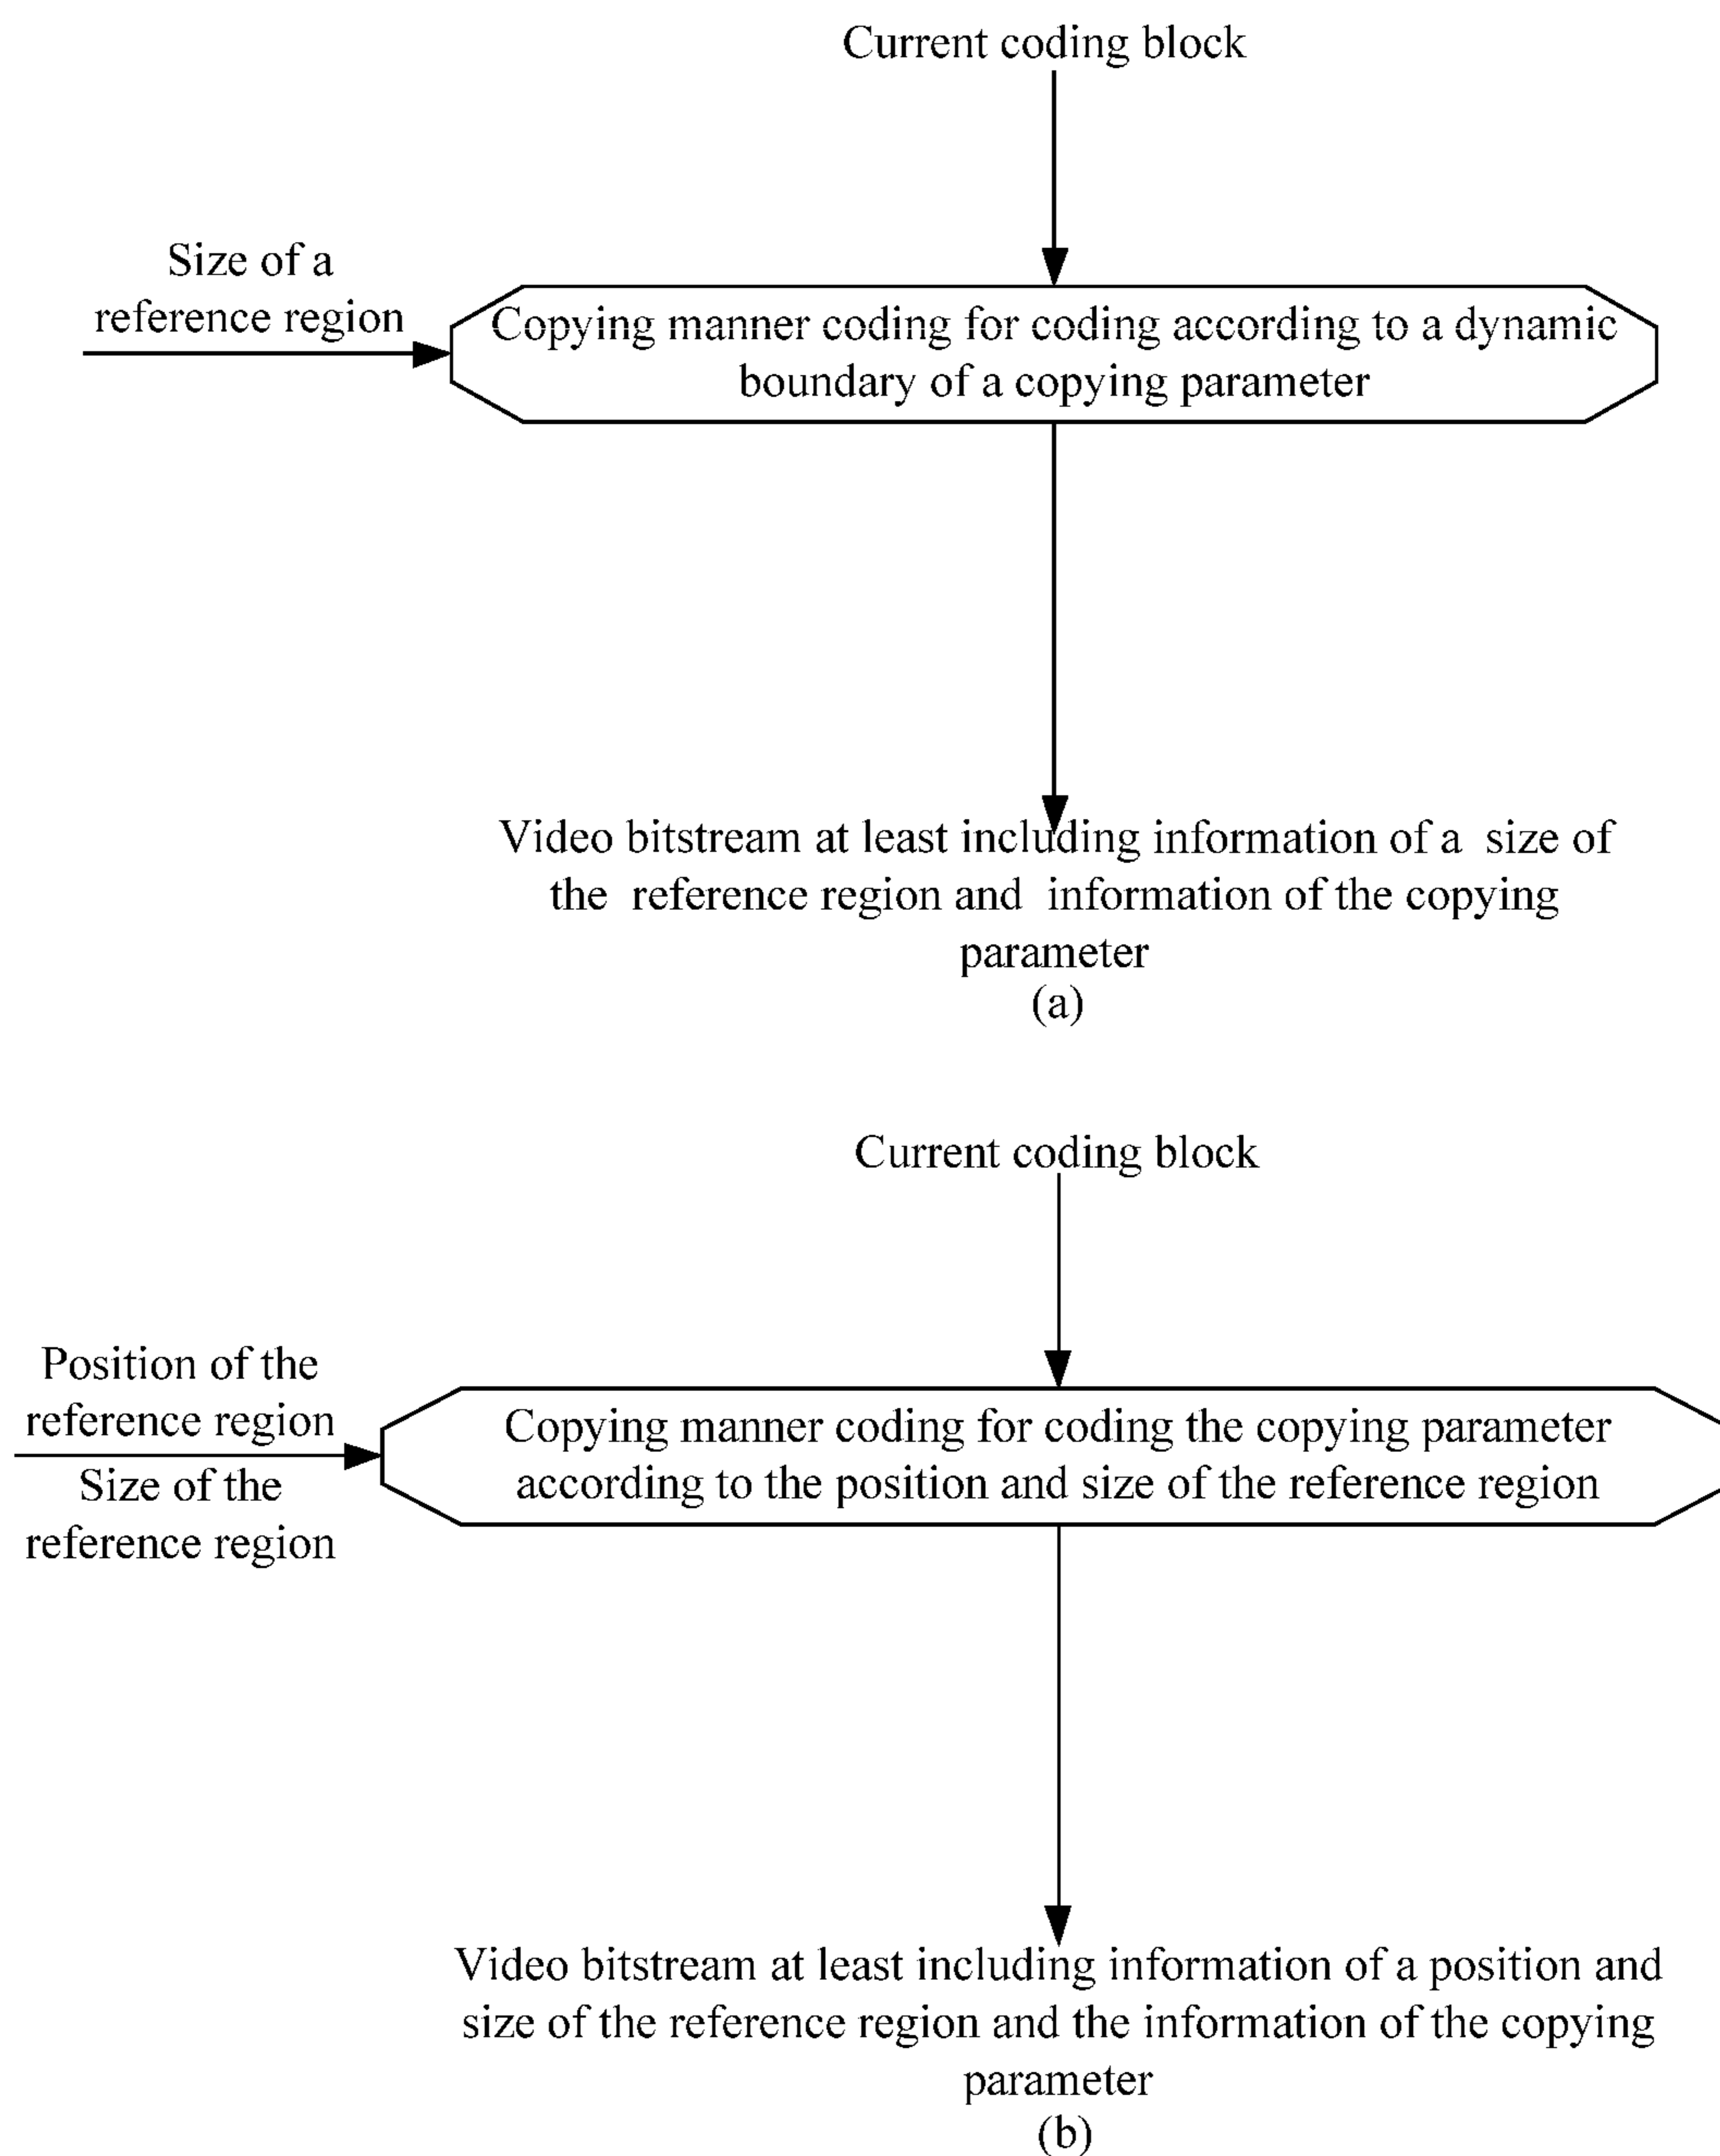 Current coding block
Size of a
reference region
Copying manner coding for coding according to a dynamic
boundary of a copying parameter
Video bitstream at least including information of a size of
the reference region and information of the copying
parameter
(a)
Current coding block
Position of the
reference region
Size of the
reference region
Copying manner coding for coding the copying parameter
according to the position and size of the reference region
Video bitstream at least including information of a position and
size of the reference region and the information of the copying
parameter
(b)